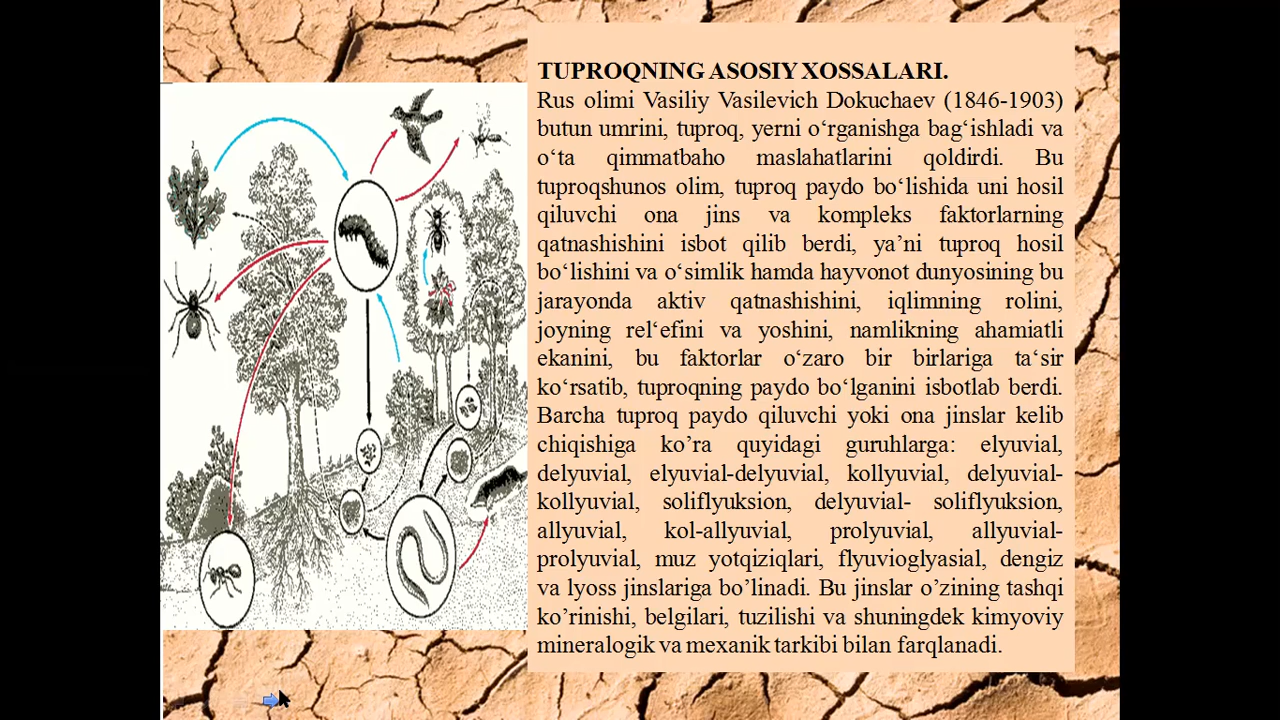 TUPROQNING ASOSIY XOSSALARI.
Rus olimi Vasiliy Vasilevich Dokuchaev (1846-1903)
butun umrini, tuproq, yerni o‘rganishga bag‘ishladi va
o‘ta qimmatbaho maslahatlarini qoldirdi. Bu
tuproqshunos olim, tuproq paydo bo‘lishida uni hosil
qiluvchi ona jins va kompleks faktorlarning
qatnashishini isbot qilib berdi, ya’ni tuproq hosil
bo‘lishini va o‘simlik hamda hayvonot dunyosining bu
jarayonda aktiv qatnashishini, iqlimning rolini,
joyning rel‘efini va yoshini, namlikning ahamiatli
ekanini, bu faktorlar o‘zaro bir birlariga ta‘sir
ko‘rsatib, tuproqning paydo bo‘lganini isbotlab berdi.
Barcha tuproq paydo qiluvchi yoki ona jinslar kelib
chiqishiga ko’ra quyidagi guruhlarga: elyuvial,
delyuvial, elyuvial-delyuvial, kollyuvial, delyuvial-
kollyuvial, soliflyuksion, delyuvial- soliflyuksion,
allyuvial, kol-allyuvial, prolyuvial, allyuvial-
prolyuvial, muz yotqiziqlari, flyuvioglyasial, dengiz
va lyoss jinslariga bo’linadi. Bu jinslar o’zining tashqi
ko’rinishi, belgilari, tuzilishi va shuningdek kimyoviy
mineralogik va mexanik tarkibi bilan farqlanadi.